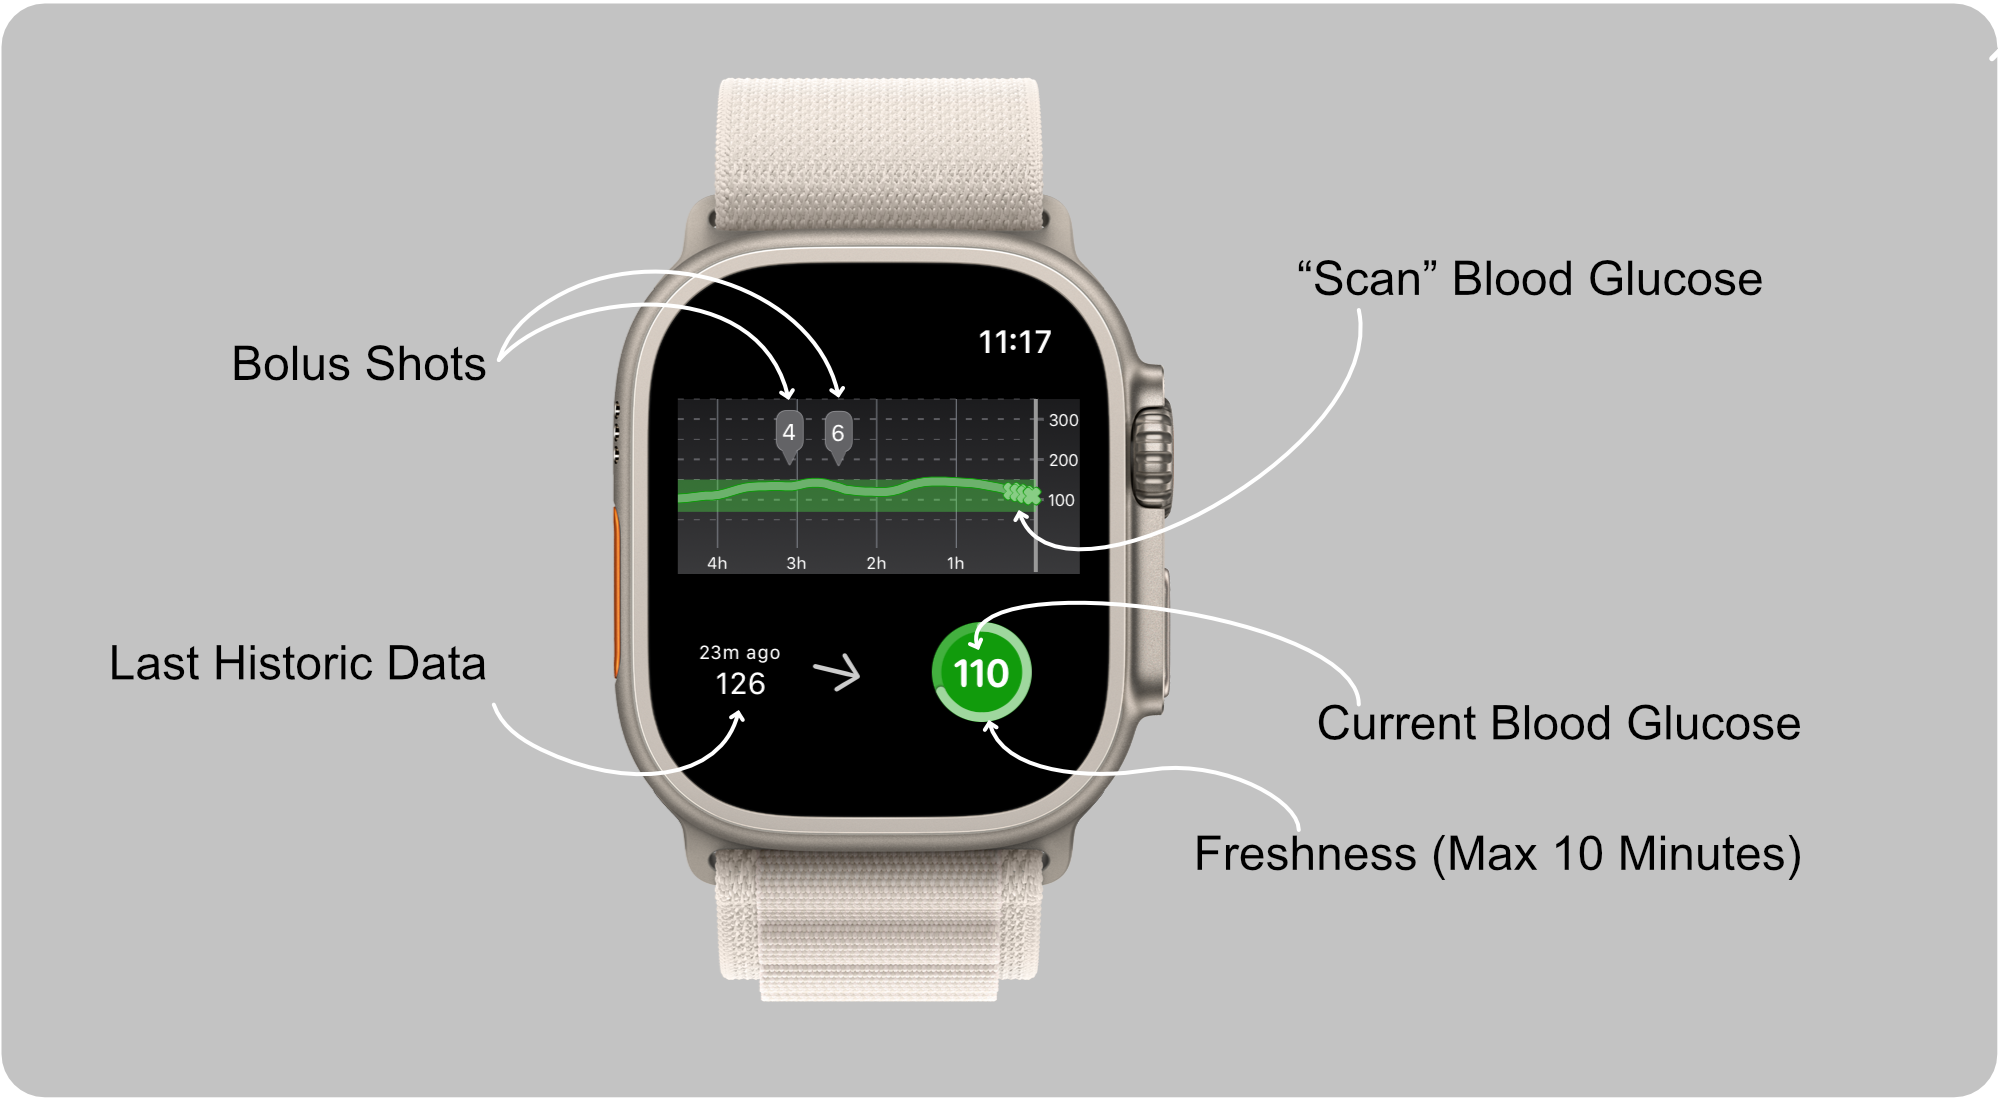 “Scan” Blood Glucose
11:17
Bolus Shots
4
6
300
200
100
4h
3h
2h
1h
Last Historic Data
23m ago
126
110
Current Blood Glucose
Freshness (Max 10 Minutes)